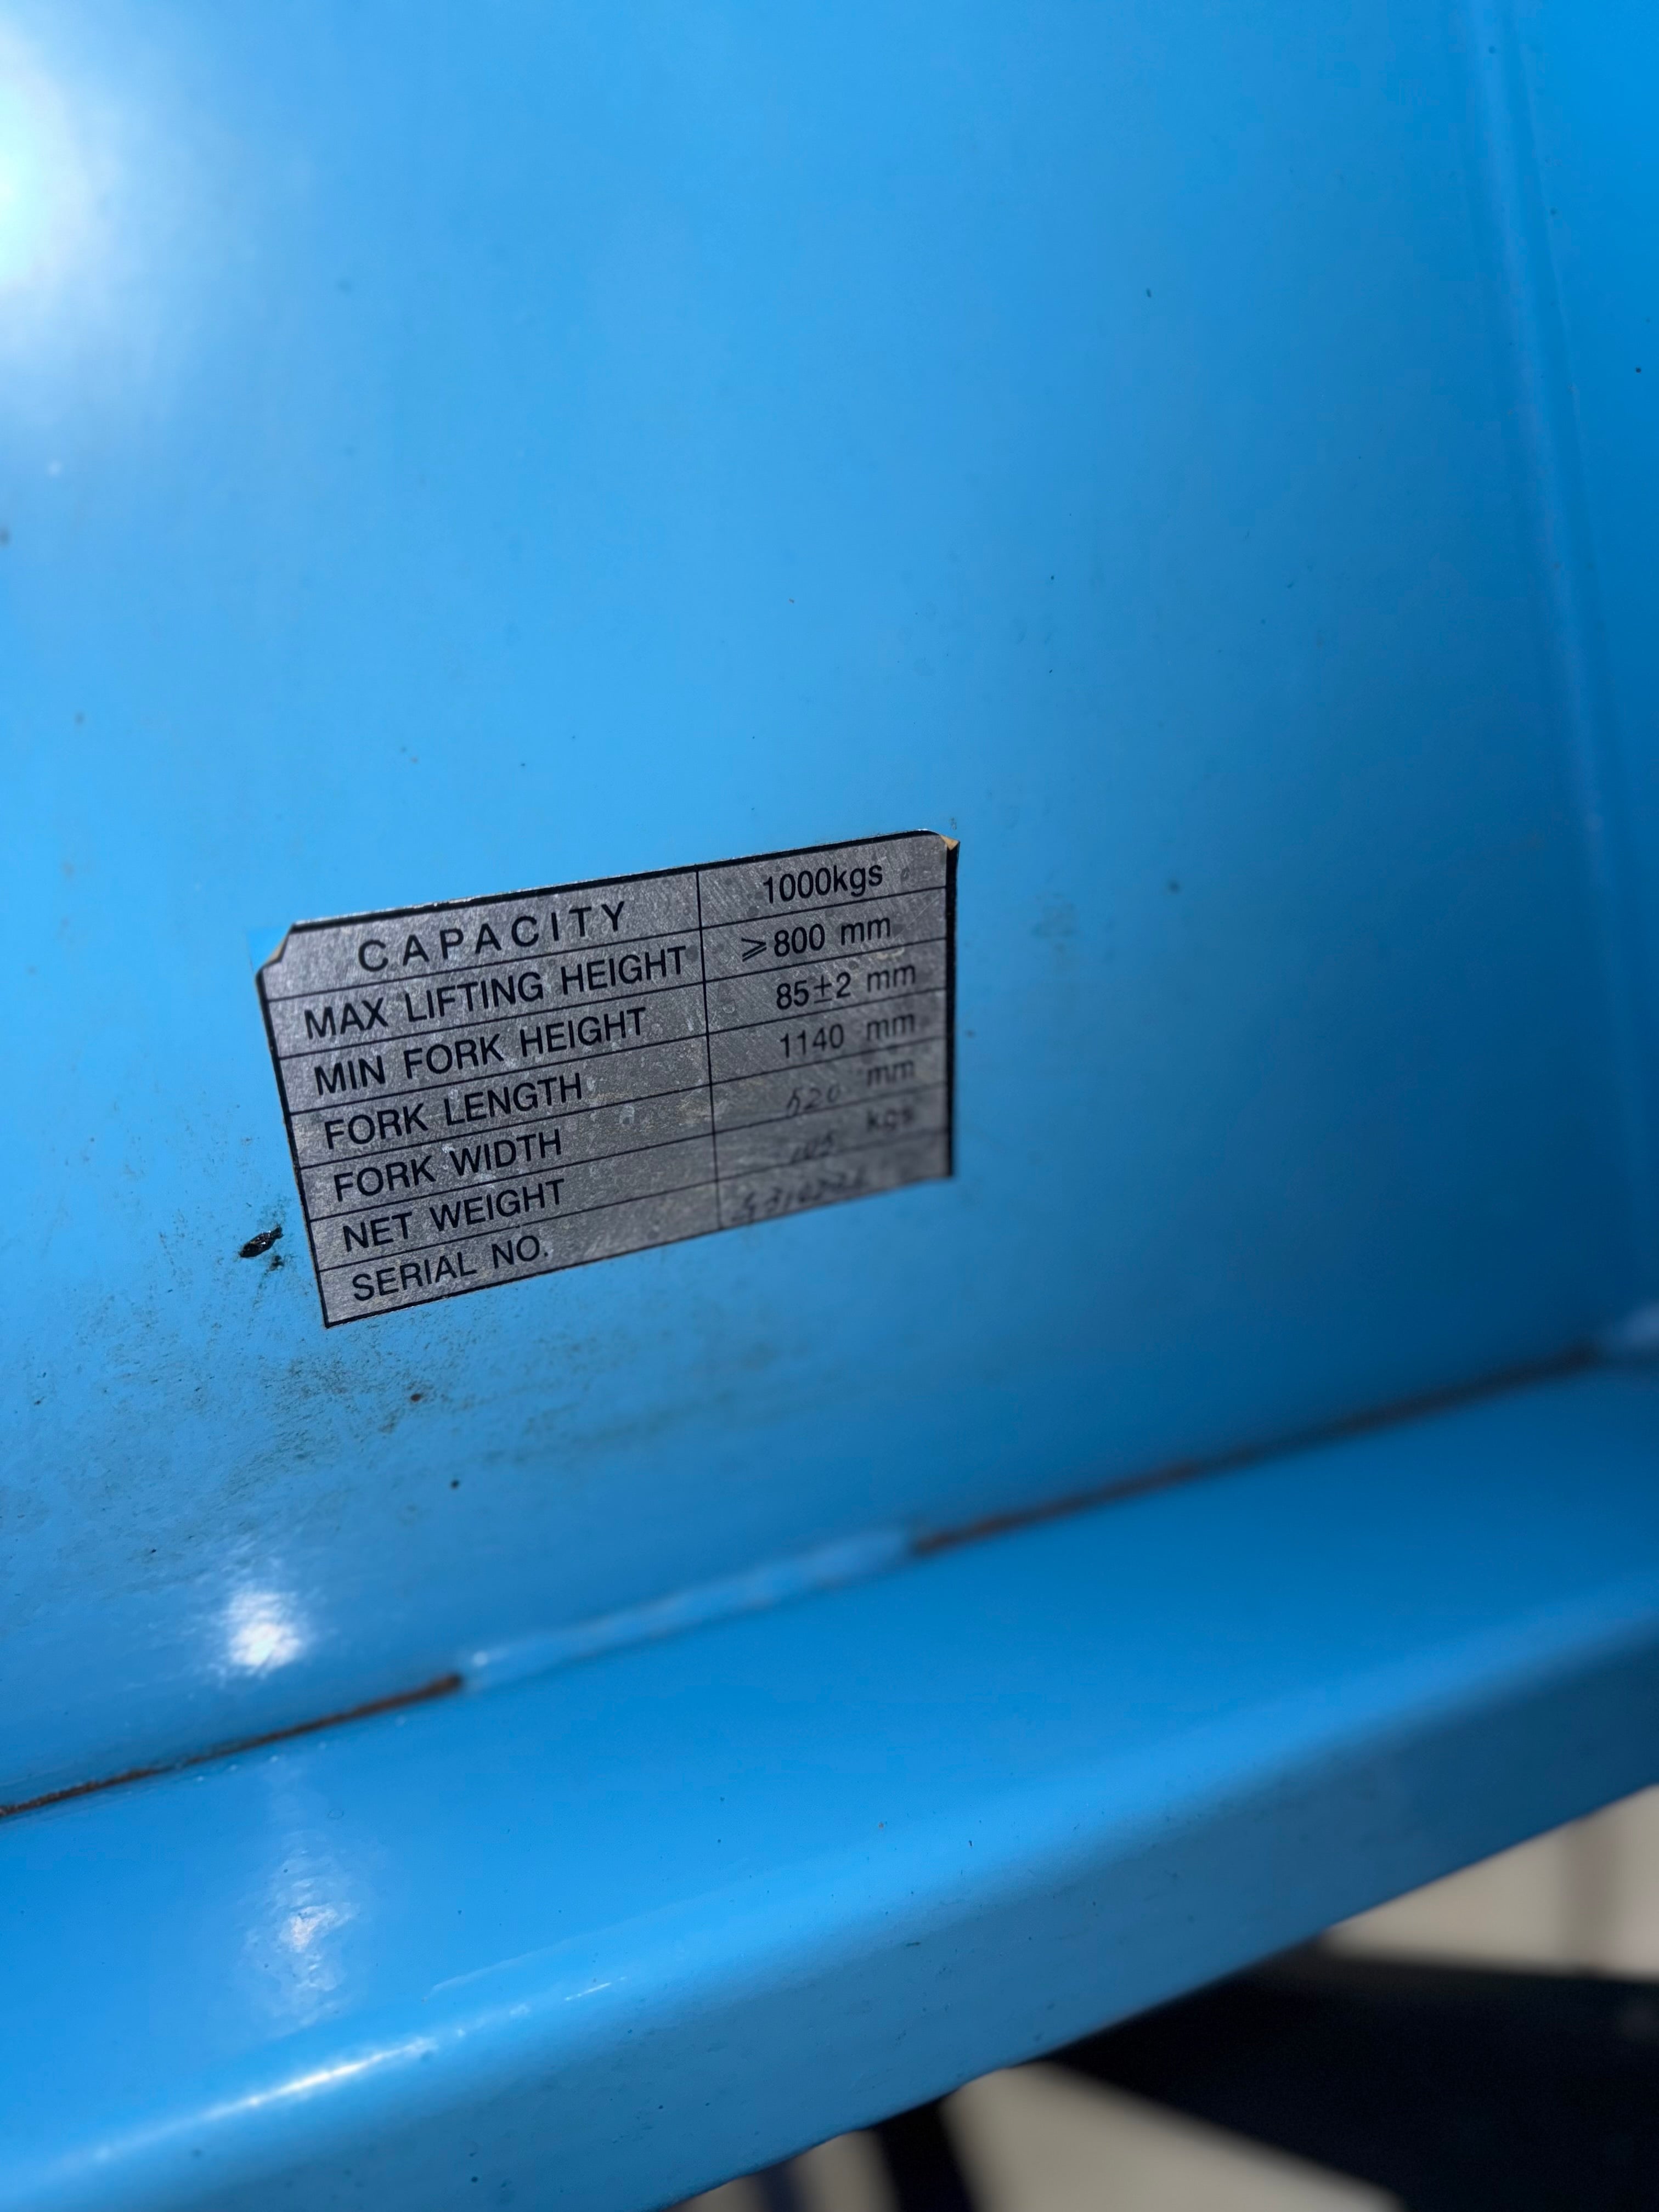 CAPACITY 1000kgs
MAX LIFTING HEIGHT ⩾800 mm
MIN FORK HEIGHT 85±2 mm
FORK LENGTH 1140 mm
FORK WIDTH 520 mm
NET WEIGHT kgs
SERIAL NO.